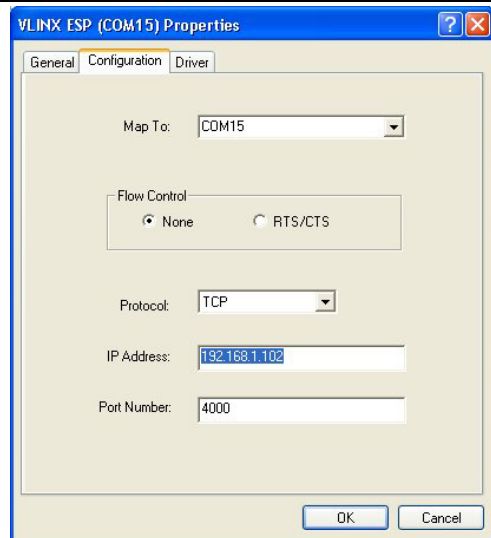 VLINX ESP (COM15) Properties
General Configuration Driver
Map To: COM15
Flow Control
None RTS/CTS
Protocol: TCP
IP Address: 192.168.1.102
Port Number: 4000
OK Cancel